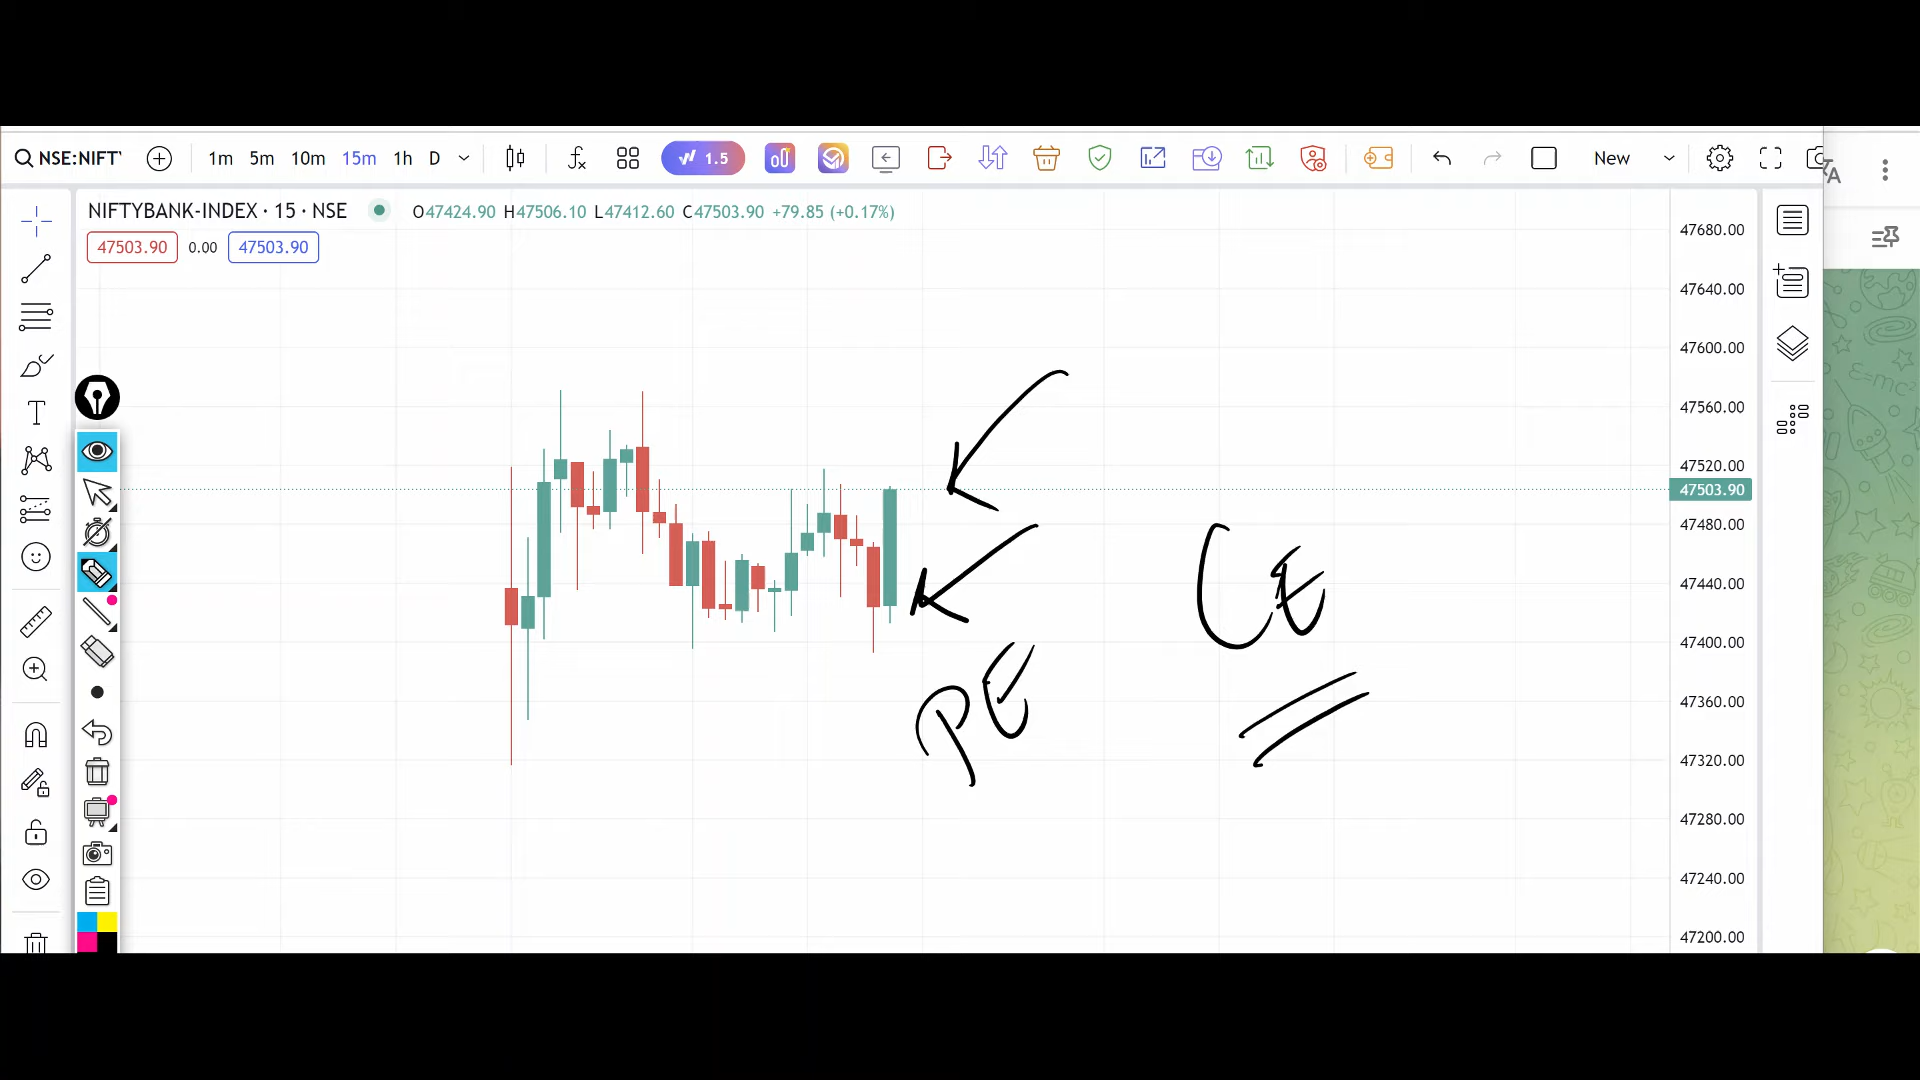 NSE:NIFT
1m 5m 10m 15m 1h D 1.5 New
NIFTYBANK-INDEX · 15 · NSE O47424.90 H47506.10 L47412.60 C47503.90 +79.85 (+0.17%)
47503.90 0.00 47503.90
47680.00
47640.00
47600.00
47560.00
47520.00
47503.90
47480.00
47440.00
47400.00
47360.00
47320.00
47280.00
47240.00
47200.00
CE
PE